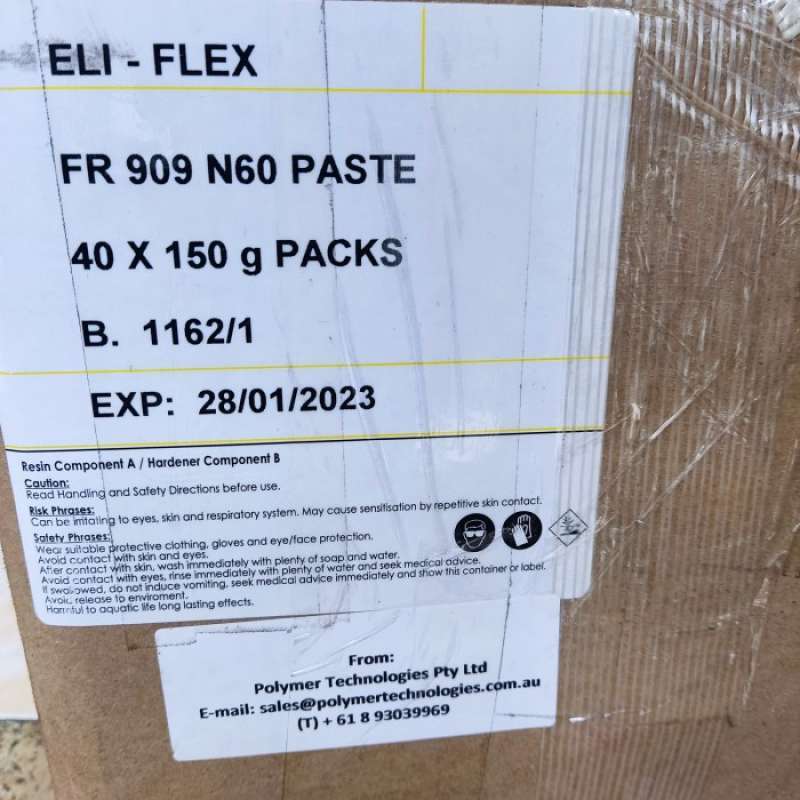 ELI - FLEX
FR 909 N60 PASTE
40 X 150 g PACKS
B. 1162/1
EXP: 28/01/2023
Resin Component A / Hardener Component B
Caution:
Read Handling and Safety Directions before use.
Risk Phrases:
Can be irritating to eyes, skin and respiratory system. May cause sensitisation by repetitive skin contact.
Safety Phrases:
Wear suitable protective clothing, gloves and eye/face protection.
Avoid contact with skin and eyes.
After contact with skin, wash immediately with plenty of soap and water.
Avoid contact with eyes, rinse immediately with plenty of water and seek medical advice.
If swallowed, do not induce vomiting, seek medical advice immediately and show this container or label.
Avoid release to enviroment.
Harmful to aquatic life long lasting effects.
From:
Polymer Technologies Pty Ltd
E-mail: sales@polymertechnologies.com.au
(T) + 61 8 93039969